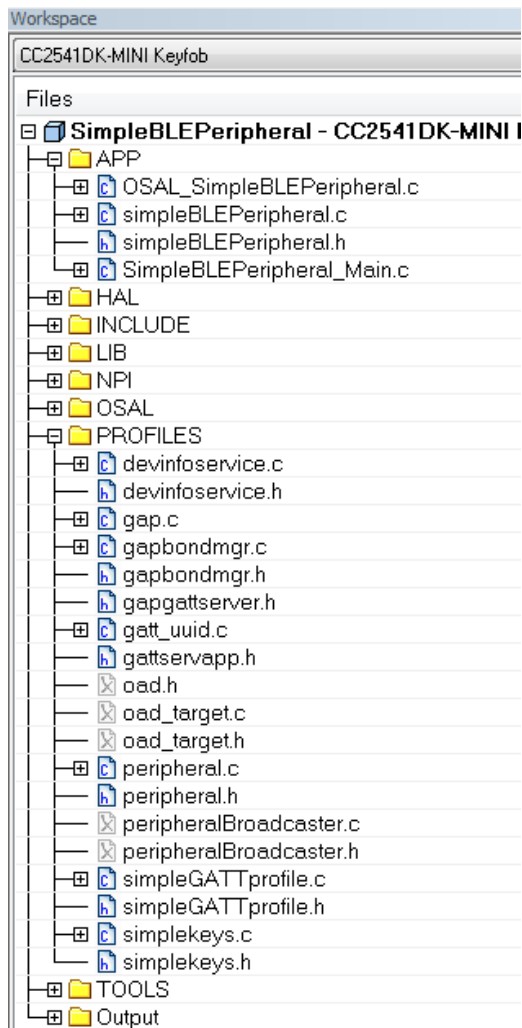 Workspace
CC2541DK-MINI Keyfob
Files
SimpleBLEPeripheral - CC2541DK-MINI
APP
OSAL_SimpleBLEPeripheral.c
simpleBLEPeripheral.c
simpleBLEPeripheral.h
SimpleBLEPeripheral_Main.c
HAL
INCLUDE
LIB
NPI
OSAL
PROFILES
devinfoservice.c
devinfoservice.h
gap.c
gapbondmgr.c
gapbondmgr.h
gapgattserver.h
gatt_uuid.c
gattservapp.h
oad.h
oad_target.c
oad_target.h
peripheral.c
peripheral.h
peripheralBroadcaster.c
peripheralBroadcaster.h
simpleGATTprofile.c
simpleGATTprofile.h
simplekeys.c
simplekeys.h
TOOLS
Output